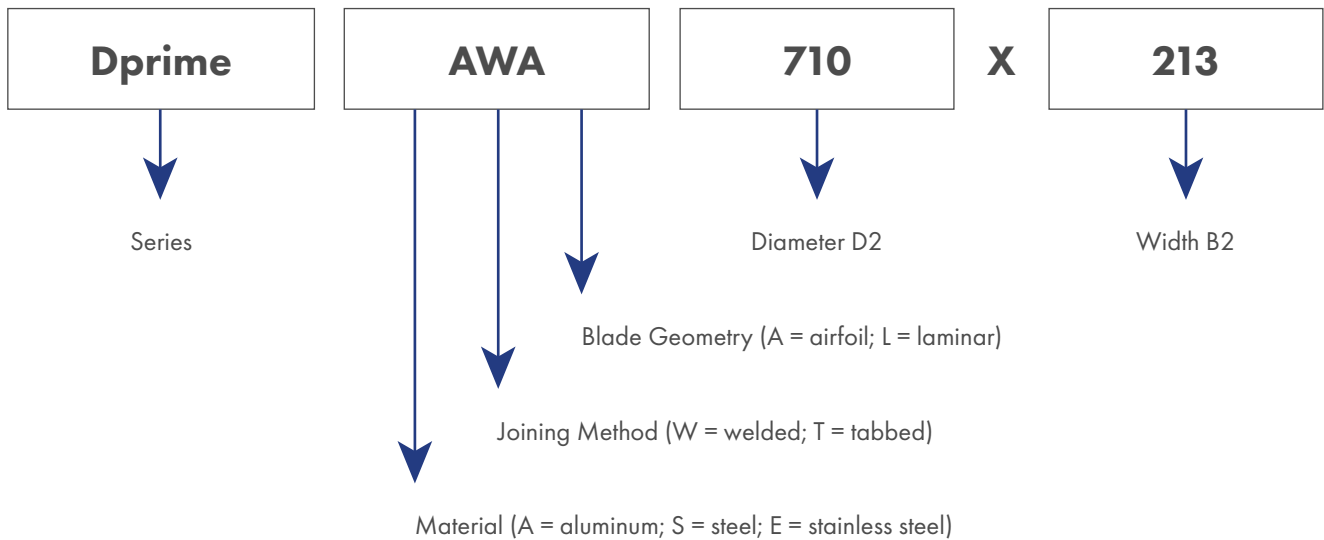 Dprime AWA 710 X 213
Series Diameter D2 Width B2
Blade Geometry (A = airfoil; L = laminar)
Joining Method (W = welded; T = tabbed)
Material (A = aluminum; S = steel; E = stainless steel)